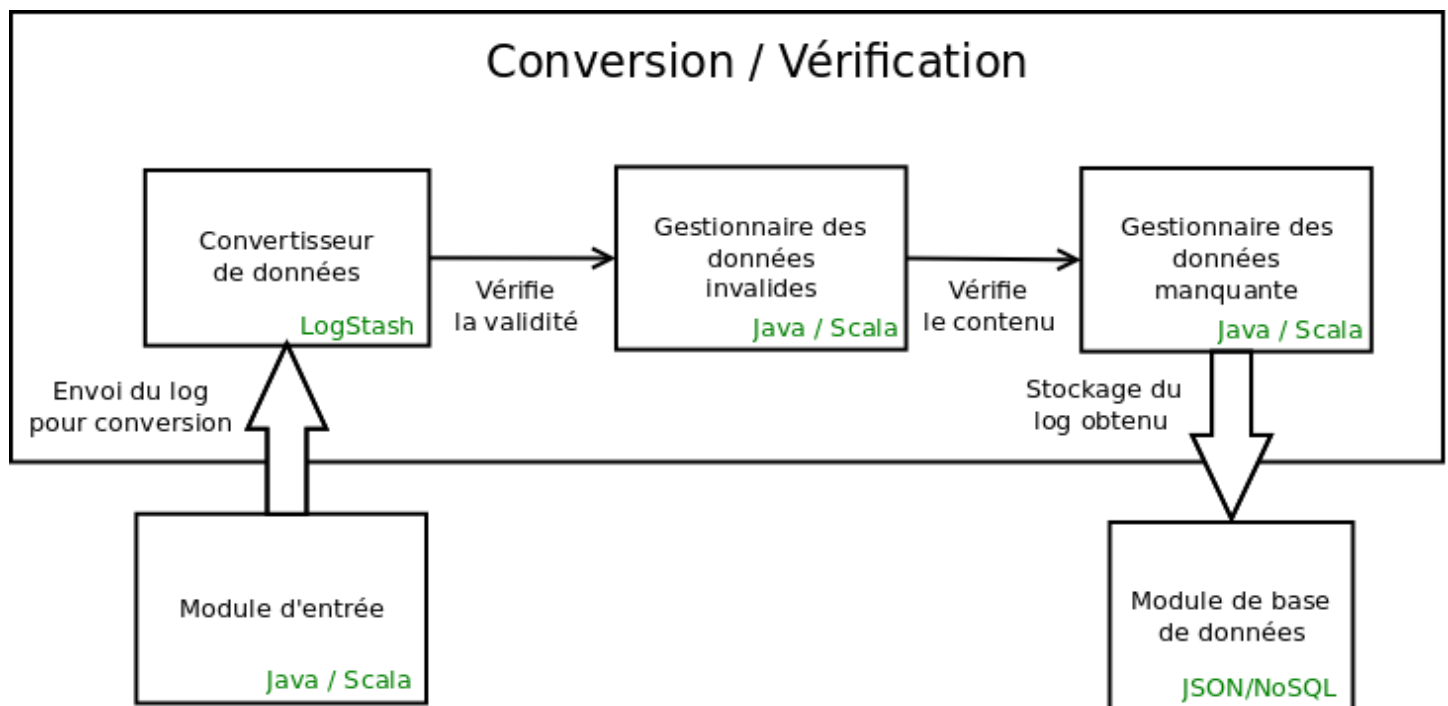 Conversion / Vérification
Convertisseur
de données
LogStash
Vérifie
la validité
Gestionnaire des
données
invalides
Java / Scala
Vérifie
le contenu
Gestionnaire des
données
manquante
Java / Scala
Envoi du log
pour conversion
Stockage du
log obtenu
Module d'entrée
Java / Scala
Module de base
de données
JSON/NoSQL